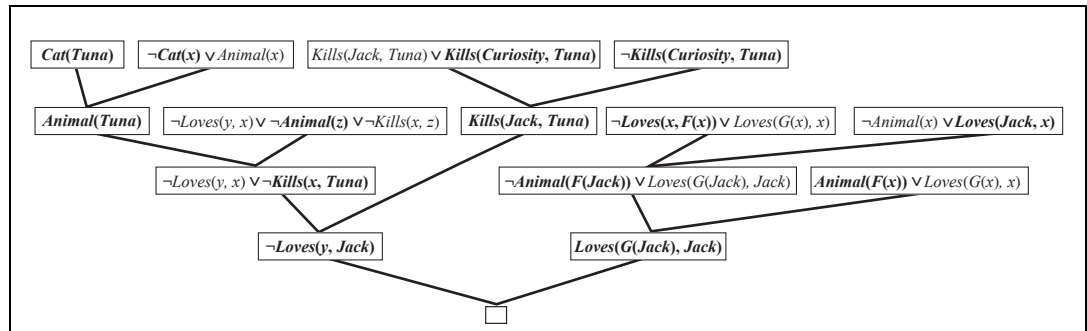 Cat(Tuna) ¬Cat(x) ∨ Animal(x) Kills(Jack, Tuna) ∨ Kills(Curiosity, Tuna) ¬Kills(Curiosity, Tuna)
Animal(Tuna) ¬Loves(y, x) ∨ ¬Animal(z) ∨ ¬Kills(x, z) Kills(Jack, Tuna) ¬Loves(x, F(x)) ∨ Loves(G(x), x) ¬Animal(x) ∨ Loves(Jack, x)
¬Loves(y, x) ∨ ¬Kills(x, Tuna) ¬Animal(F(Jack)) ∨ Loves(G(Jack), Jack) Animal(F(x)) ∨ Loves(G(x), x)
¬Loves(y, Jack) Loves(G(Jack), Jack)